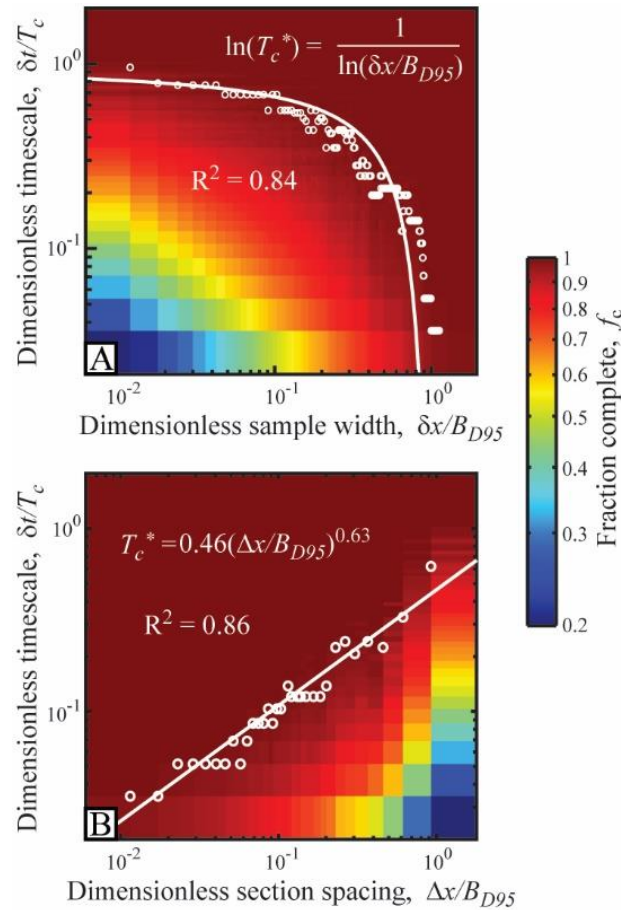 ln(T_c^*) = 1 / ln(δx/B_D95)
R² = 0.84
Dimensionless timescale, δt/T_c
10⁰
10⁻¹
A
10⁻² 10⁻¹ 10⁰
Dimensionless sample width, δx/B_D95
T_c^* = 0.46(Δx/B_D95)^0.63
R² = 0.86
Dimensionless timescale, δt/T_c
10⁰
10⁻¹
B
10⁻² 10⁻¹ 10⁰
Dimensionless section spacing, Δx/B_D95
1
0.9
0.8
0.7
0.6
0.5
0.4
0.3
0.2
Fraction complete, f_c